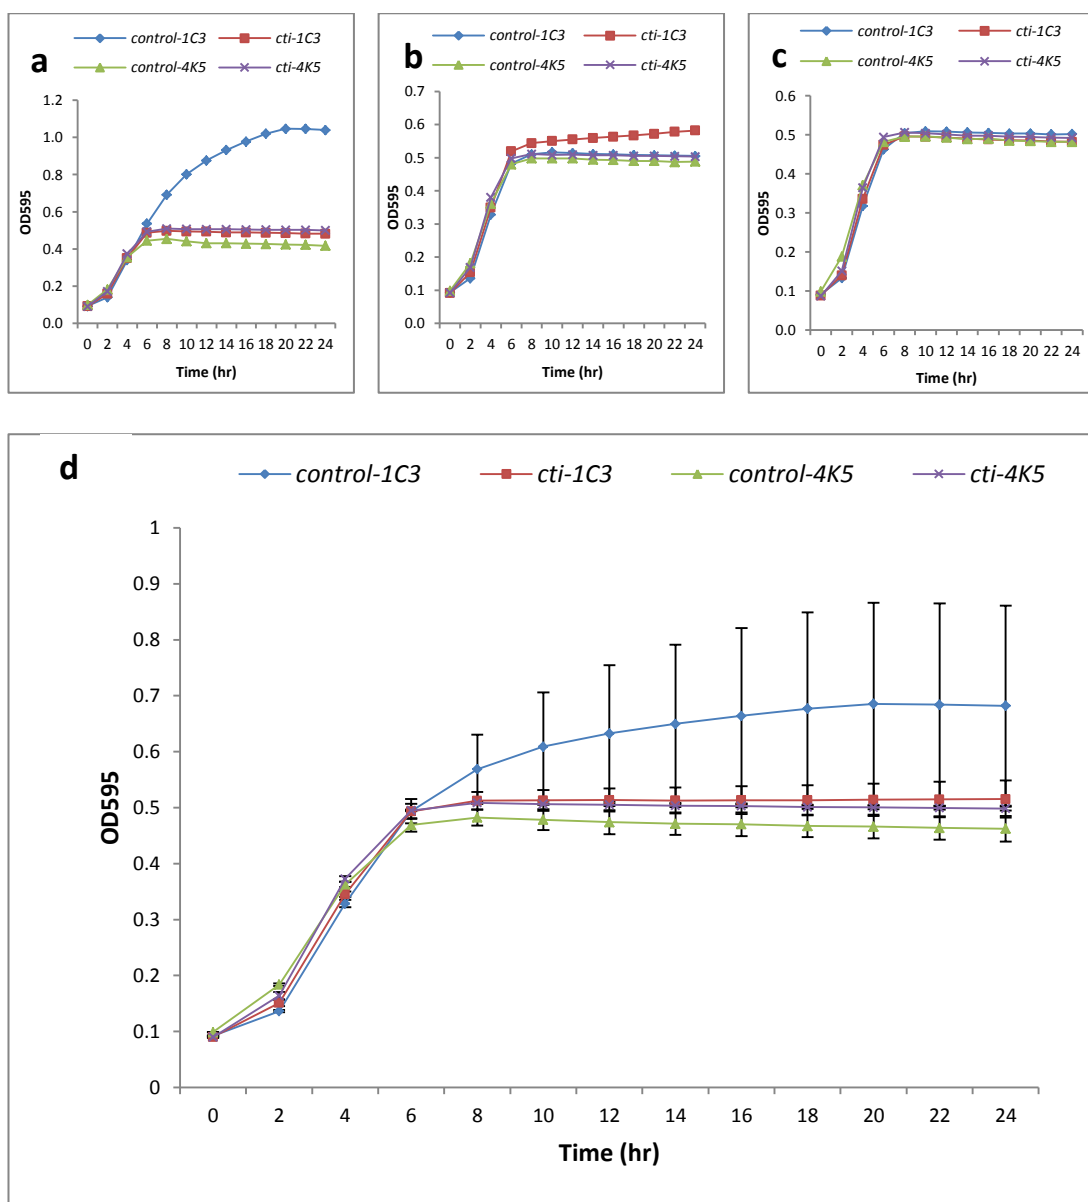 a
control-1C3 cti-1C3
control-4K5 cti-4K5
1.2
1.0
0.8
0.6
0.4
0.2
0.0
OD595
0 2 4 6 8 10 12 14 16 18 20 22 24
Time (hr)
b
control-1C3 cti-1C3
control-4K5 cti-4K5
0.7
0.6
0.5
0.4
0.3
0.2
0.1
0.0
OD595
0 2 4 6 8 10 12 14 16 18 20 22 24
Time (hr)
c
control-1C3 cti-1C3
control-4K5 cti-4K5
0.6
0.5
0.4
0.3
0.2
0.1
0.0
OD595
0 2 4 6 8 10 12 14 16 18 20 22 24
Time (hr)
d
control-1C3 cti-1C3 control-4K5 cti-4K5
1
0.9
0.8
0.7
0.6
0.5
0.4
0.3
0.2
0.1
0
OD595
0 2 4 6 8 10 12 14 16 18 20 22 24
Time (hr)